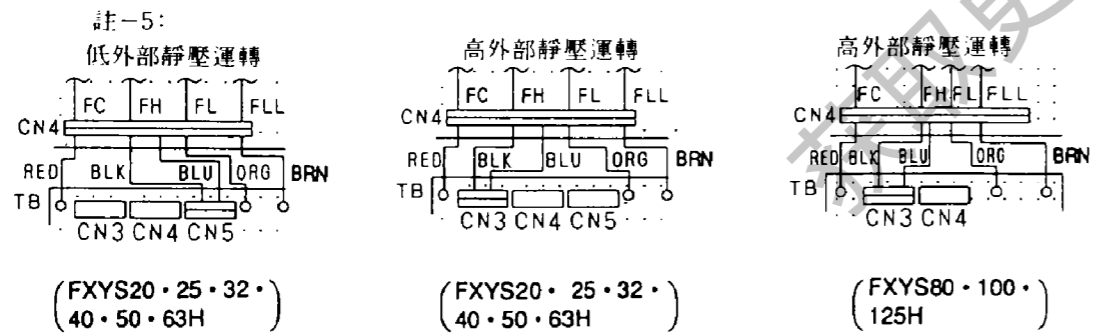 註-5:
低外部靜壓運轉
FC FH FL FLL
CN4
RED BLK BLU ORG BRN
TB
CN3 CN4 CN5
(FXYS20・25・32・
40・50・63H)
高外部靜壓運轉
FC FH FL FLL
CN4
RED BLK BLU ORG BRN
TB
CN3 CN4 CN5
(FXYS20・25・32・
40・50・63H)
高外部靜壓運轉
FC FH FL FLL
CN4
RED BLK BLU ORG BRN
TB
CN3 CN4
(FXYS80・100・
125H)
获取更